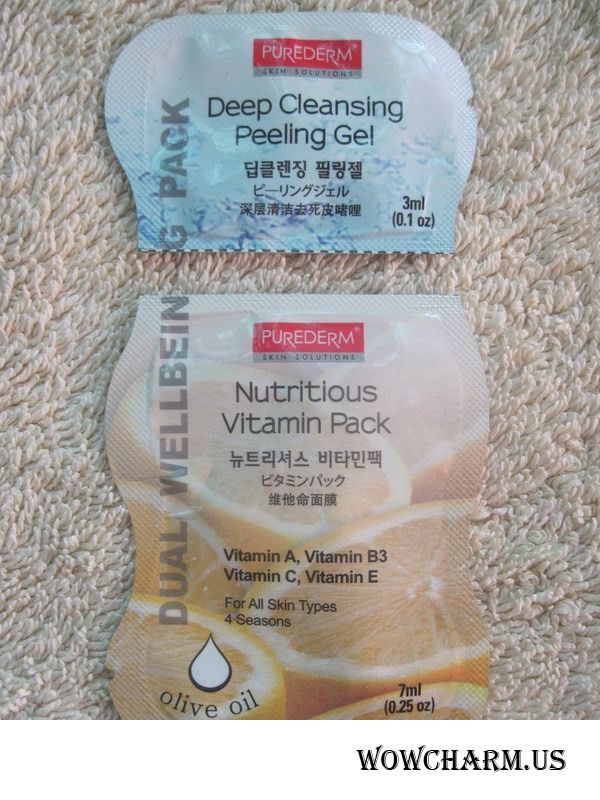 PUREDERM®
SKIN SOLUTIONS
Deep Cleansing
Peeling Gel
딥클렌징 필링젤
ピーリングジェル
深层清洁去死皮啫喱
3ml
(0.1 oz)
DUAL WELLBEING PACK
PUREDERM®
SKIN SOLUTIONS
Nutritious
Vitamin Pack
뉴트리셔스 비타민팩
ビタミンパック
维他命面膜
Vitamin A, Vitamin B3
Vitamin C, Vitamin E
For All Skin Types
4 Seasons
olive oil
7ml
(0.25 oz)
WOWCHARM.US